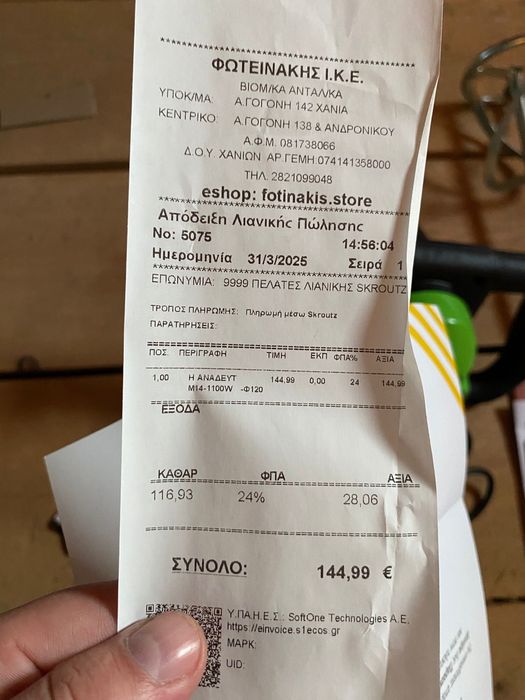 ****************************************
ΦΩΤΕΙΝΑΚΗΣ Ι.Κ.Ε.
ΒΙΟΜ/ΚΑ ΑΝΤΑΛ/ΚΑ
ΥΠΟΚ/ΜΑ: Α.ΓΟΓΟΝΗ 142 ΧΑΝΙΑ
ΚΕΝΤΡΙΚΟ: Α.ΓΟΓΟΝΗ 138 & ΑΝΔΡΟΝΙΚΟΥ
Α.Φ.Μ. 081738066
Δ.Ο.Υ. ΧΑΝΙΩΝ ΑΡ.ΓΕΜΗ:074141358000
ΤΗΛ. 2821099048
eshop: fotinakis.store
****************************************
Απόδειξη Λιανικής Πώλησης
No: 5075 14:56:04
Ημερομηνία 31/3/2025 Σειρά 1
****************************************
ΕΠΩΝΥΜΙΑ: 9999 ΠΕΛΑΤΕΣ ΛΙΑΝΙΚΗΣ SKROUTZ
ΤΡΟΠΟΣ ΠΛΗΡΩΜΗΣ: Πληρωμή μέσω Skroutz
ΠΑΡΑΤΗΡΗΣΕΙΣ:
ΠΟΣ. ΠΕΡΙΓΡΑΦΗ ΤΙΜΗ ΕΚΠ ΦΠΑ% ΑΞΙΑ
1,00 Η ΑΝΑΔΕΥΤ 144,99 0,00 24 144,99
M14-1100W -Φ120
ΕΞΟΔΑ
ΚΑΘΑΡ ΦΠΑ ΑΞΙΑ
116,93 24% 28,06
ΣΥΝΟΛΟ: 144,99 €
Υ.ΠΑ.Η.Ε.Σ.: SoftOne Technologies A.E.
https://einvoice.s1ecos.gr
ΜΑΡΚ:
UID: